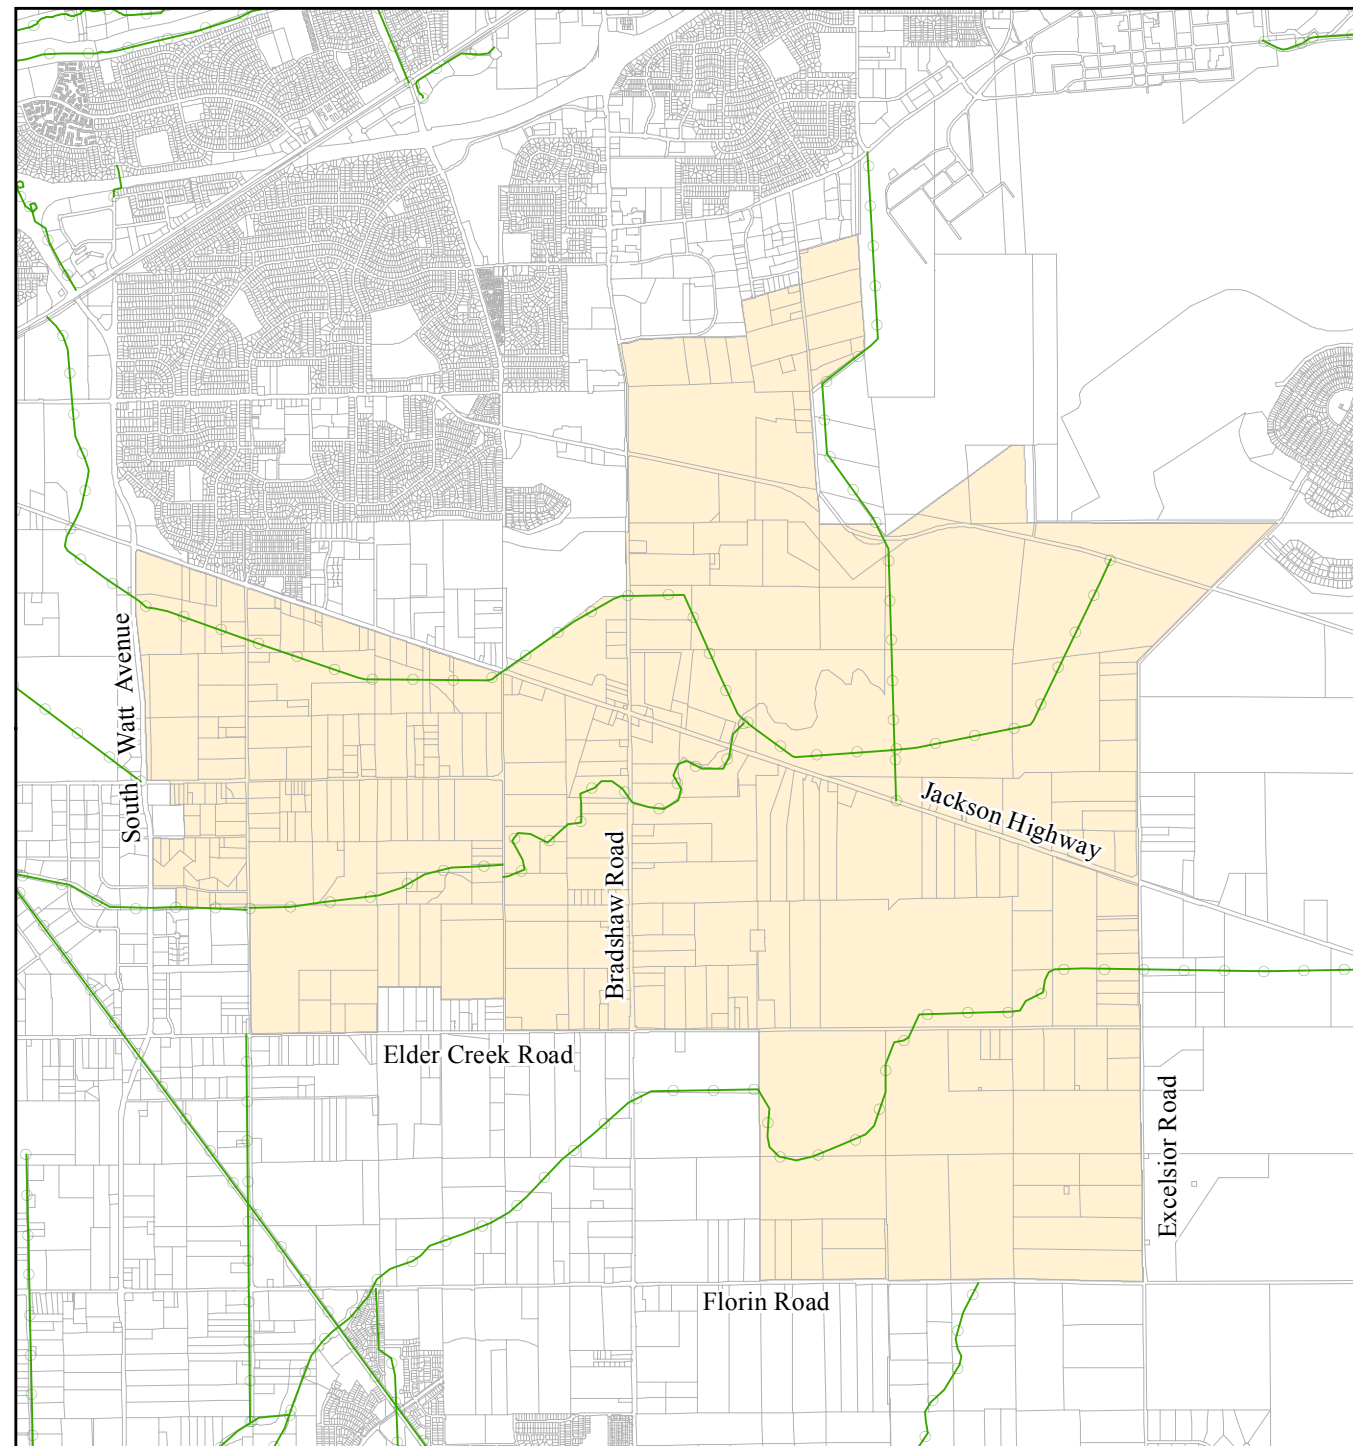 South Watt Avenue
Jackson Highway
Bradshaw Road
Elder Creek Road
Excelsior Road
Florin Road